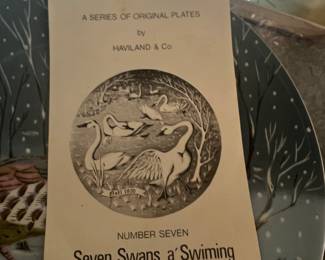 A SERIES OF ORIGINAL PLATES
by
HAVILAND & Co
NUMBER SEVEN
Seven Swans a'Swiming